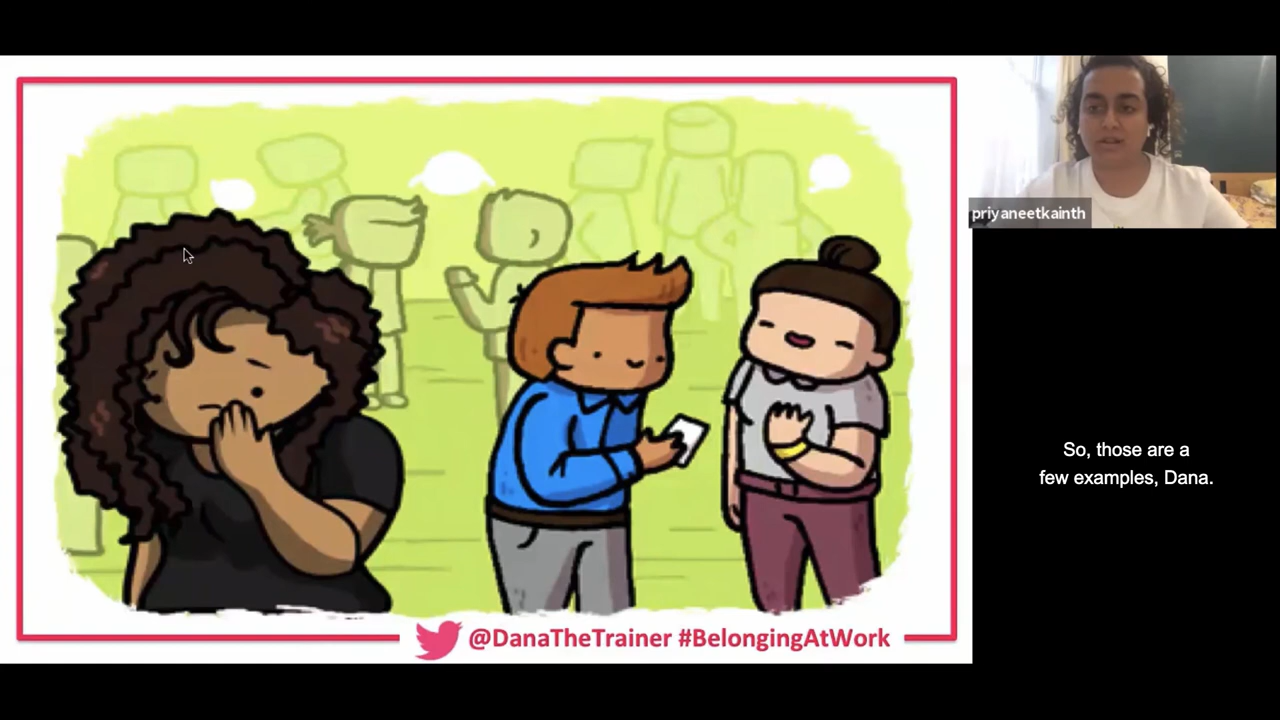 priyaneetkainth
So, those are a
few examples, Dana.
@DanaTheTrainer #BelongingAtWork